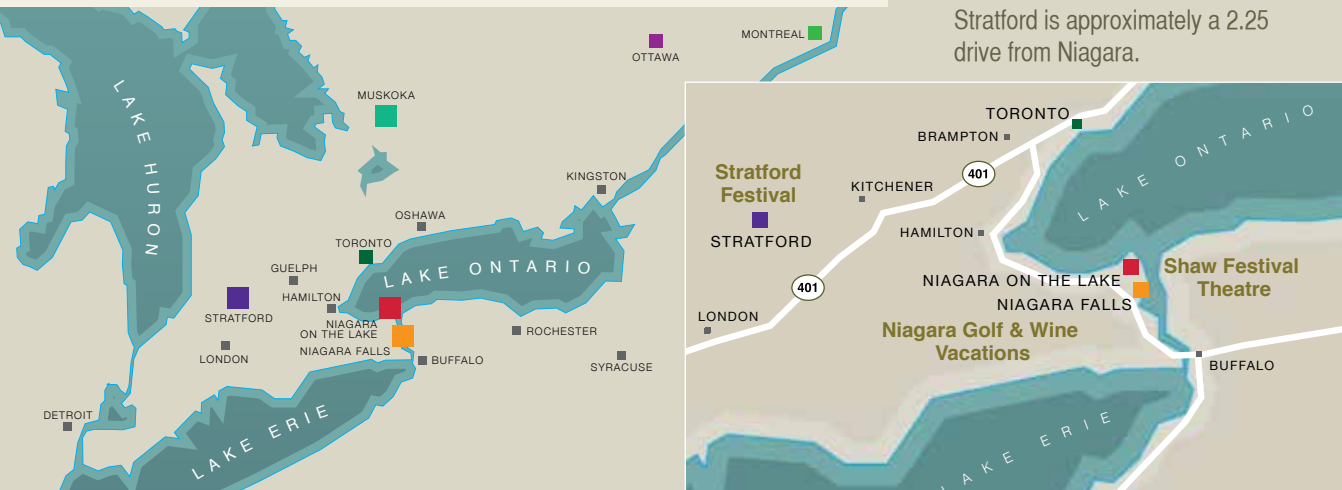 Stratford is approximately a 2.25
drive from Niagara.
MONTREAL
OTTAWA
MUSKOKA
LAKE HURON
KINGSTON
OSHAWA
TORONTO
LAKE ONTARIO
GUELPH
HAMILTON
STRATFORD
NIAGARA
ON THE LAKE
NIAGARA FALLS
ROCHESTER
LONDON
BUFFALO
SYRACUSE
DETROIT
LAKE ERIE
TORONTO
BRAMPTON
LAKE ONTARIO
401
Stratford
Festival
KITCHENER
STRATFORD
HAMILTON
NIAGARA ON THE LAKE
Shaw Festival
Theatre
401
NIAGARA FALLS
LONDON
Niagara Golf & Wine
Vacations
BUFFALO
LAKE ERIE